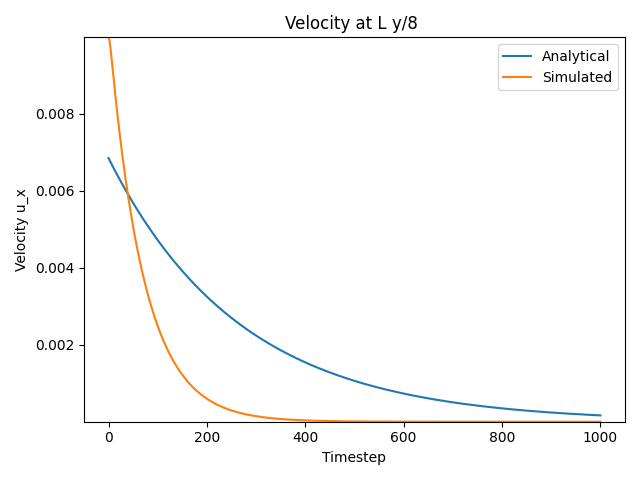 Velocity at L y/8
Analytical
Simulated
Velocity u_x
0.008
0.006
0.004
0.002
0 200 400 600 800 1000
Timestep